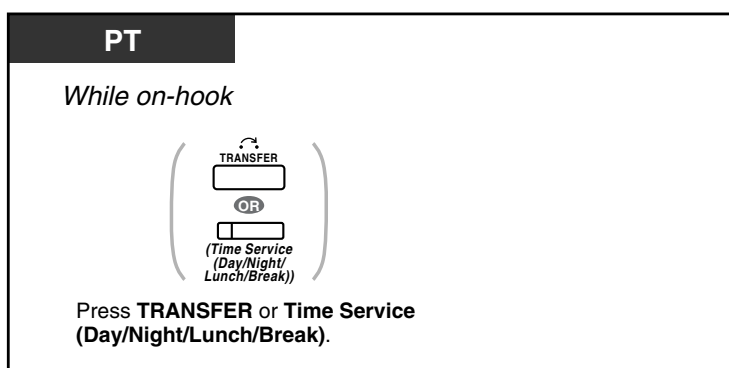 PT
While on-hook
TRANSFER
OR
(Time Service
(Day/Night/
Lunch/Break))
Press TRANSFER or Time Service
(Day/Night/Lunch/Break).